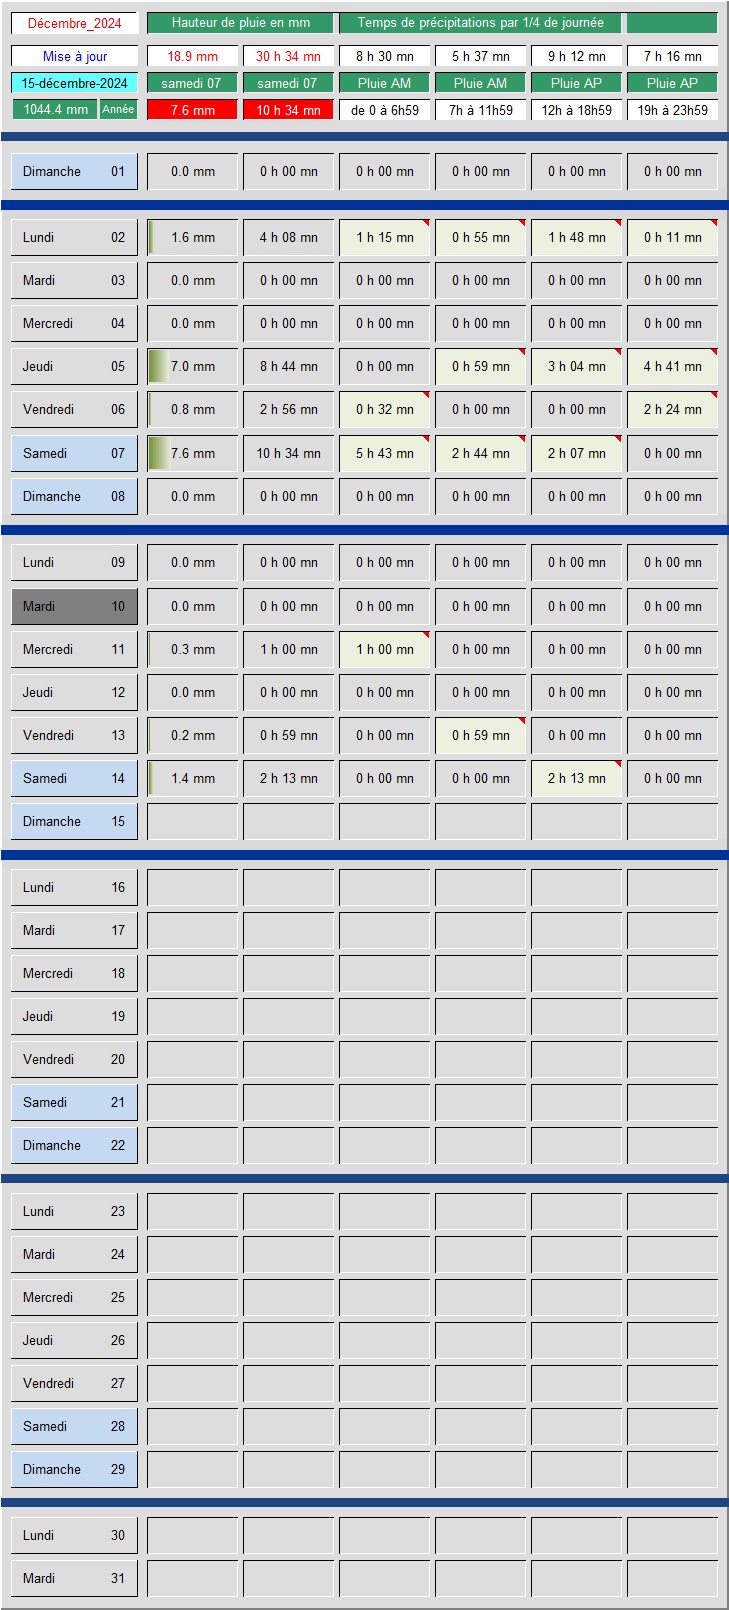 Décembre_2024 Hauteur de pluie en mm Temps de précipitations par 1/4 de journée
Mise à jour 18.9 mm 30 h 34 mn 8 h 30 mn 5 h 37 mn 9 h 12 mn 7 h 16 mn
15-décembre-2024 samedi 07 samedi 07 Pluie AM Pluie AM Pluie AP Pluie AP
1044.4 mm Année 7.6 mm 10 h 34 mn de 0 à 6h59 7h à 11h59 12h à 18h59 19h à 23h59
Dimanche 01 0.0 mm 0 h 00 mn 0 h 00 mn 0 h 00 mn 0 h 00 mn 0 h 00 mn
Lundi 02 1.6 mm 4 h 08 mn 1 h 15 mn 0 h 55 mn 1 h 48 mn 0 h 11 mn
Mardi 03 0.0 mm 0 h 00 mn 0 h 00 mn 0 h 00 mn 0 h 00 mn 0 h 00 mn
Mercredi 04 0.0 mm 0 h 00 mn 0 h 00 mn 0 h 00 mn 0 h 00 mn 0 h 00 mn
Jeudi 05 7.0 mm 8 h 44 mn 0 h 00 mn 0 h 59 mn 3 h 04 mn 4 h 41 mn
Vendredi 06 0.8 mm 2 h 56 mn 0 h 32 mn 0 h 00 mn 0 h 00 mn 2 h 24 mn
Samedi 07 7.6 mm 10 h 34 mn 5 h 43 mn 2 h 44 mn 2 h 07 mn 0 h 00 mn
Dimanche 08 0.0 mm 0 h 00 mn 0 h 00 mn 0 h 00 mn 0 h 00 mn 0 h 00 mn
Lundi 09 0.0 mm 0 h 00 mn 0 h 00 mn 0 h 00 mn 0 h 00 mn 0 h 00 mn
Mardi 10 0.0 mm 0 h 00 mn 0 h 00 mn 0 h 00 mn 0 h 00 mn 0 h 00 mn
Mercredi 11 0.3 mm 1 h 00 mn 1 h 00 mn 0 h 00 mn 0 h 00 mn 0 h 00 mn
Jeudi 12 0.0 mm 0 h 00 mn 0 h 00 mn 0 h 00 mn 0 h 00 mn 0 h 00 mn
Vendredi 13 0.2 mm 0 h 59 mn 0 h 00 mn 0 h 59 mn 0 h 00 mn 0 h 00 mn
Samedi 14 1.4 mm 2 h 13 mn 0 h 00 mn 0 h 00 mn 2 h 13 mn 0 h 00 mn
Dimanche 15
Lundi 16
Mardi 17
Mercredi 18
Jeudi 19
Vendredi 20
Samedi 21
Dimanche 22
Lundi 23
Mardi 24
Mercredi 25
Jeudi 26
Vendredi 27
Samedi 28
Dimanche 29
Lundi 30
Mardi 31